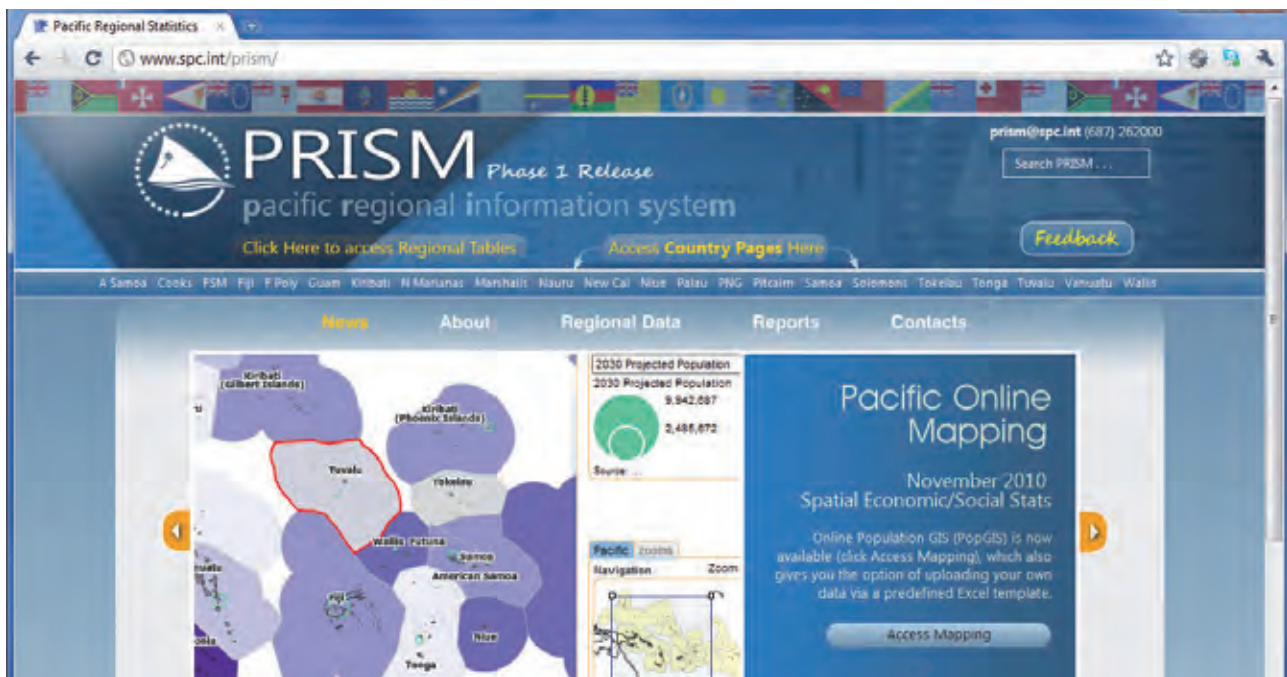 Pacific Regional Statistics
www.spc.int/prism/
prism@spc.int (687) 262000
PRISM Phase 1 Release
Search PRISM . . .
pacific regional information system
Feedback
Click Here to access Regional Tables
Access Country Pages Here
A Samoa Cooks FSM Fiji F Poly Guam Kiribati N Marianas Marshalls Nauru New Cal Niue Palau PNG Pitcairn Samoa Solomons Tokelau Tonga Tuvalu Vanuatu Wallis
News About Regional Data Reports Contacts
Kiribati
(Gilbert Islands)
Kiribati
(Phoenix Islands)
Tuvalu
Tokelau
Wallis Futuna
Samoa
American Samoa
Fiji
Niue
Tonga
2030 Projected Population
2030 Projected Population
9,942,687
2,485,672
Source: ...
Pacific zooms
Navigation Zoom
Pacific Online
Mapping
November 2010
Spatial Economic/Social Stats
Online Population GIS (PopGIS) is now
available (click Access Mapping), which also
gives you the option of uploading your own
data via a predefined Excel template.
Access Mapping